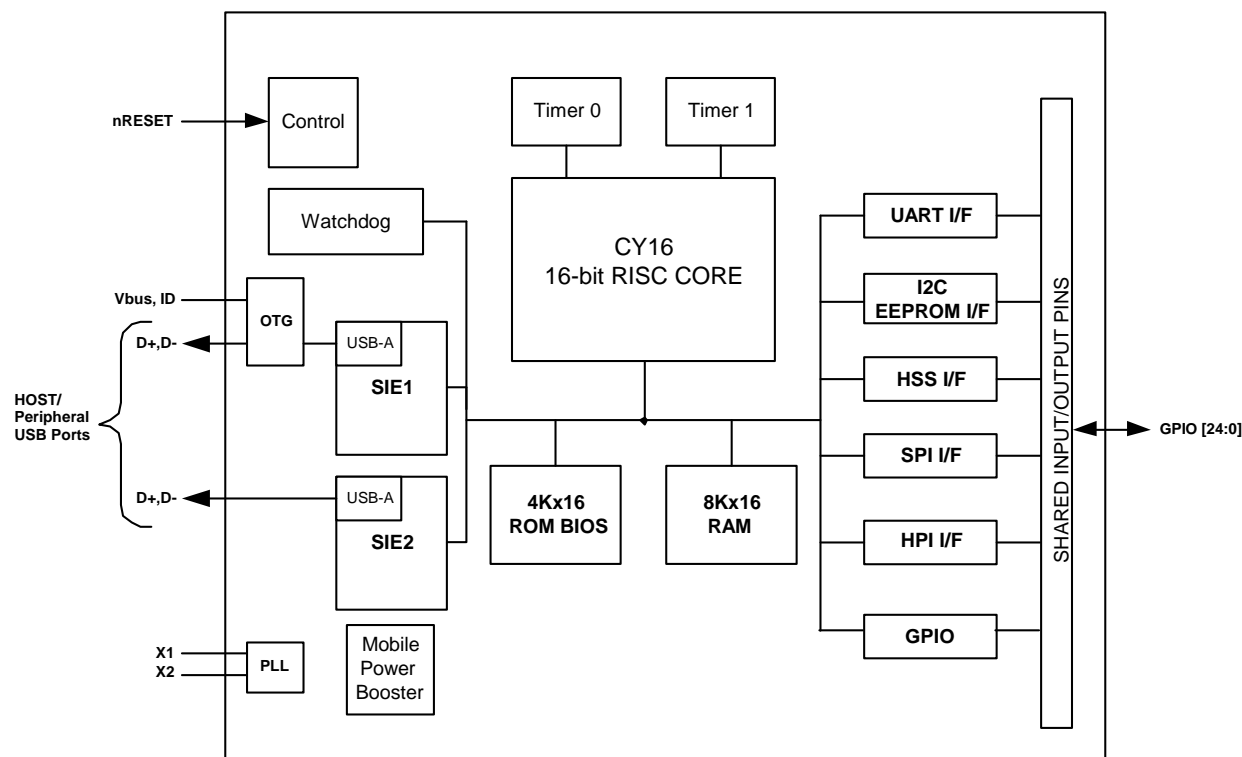 nRESET
Control
Timer 0
Timer 1
Watchdog
CY16
16-bit RISC CORE
Vbus, ID
OTG
D+,D-
USB-A
SIE1
HOST/
Peripheral
USB Ports
D+,D-
USB-A
SIE2
4Kx16
ROM BIOS
8Kx16
RAM
X1
X2
PLL
Mobile
Power
Booster
UART I/F
I2C
EEPROM I/F
HSS I/F
SPI I/F
HPI I/F
GPIO
SHARED INPUT/OUTPUT PINS
GPIO [24:0]